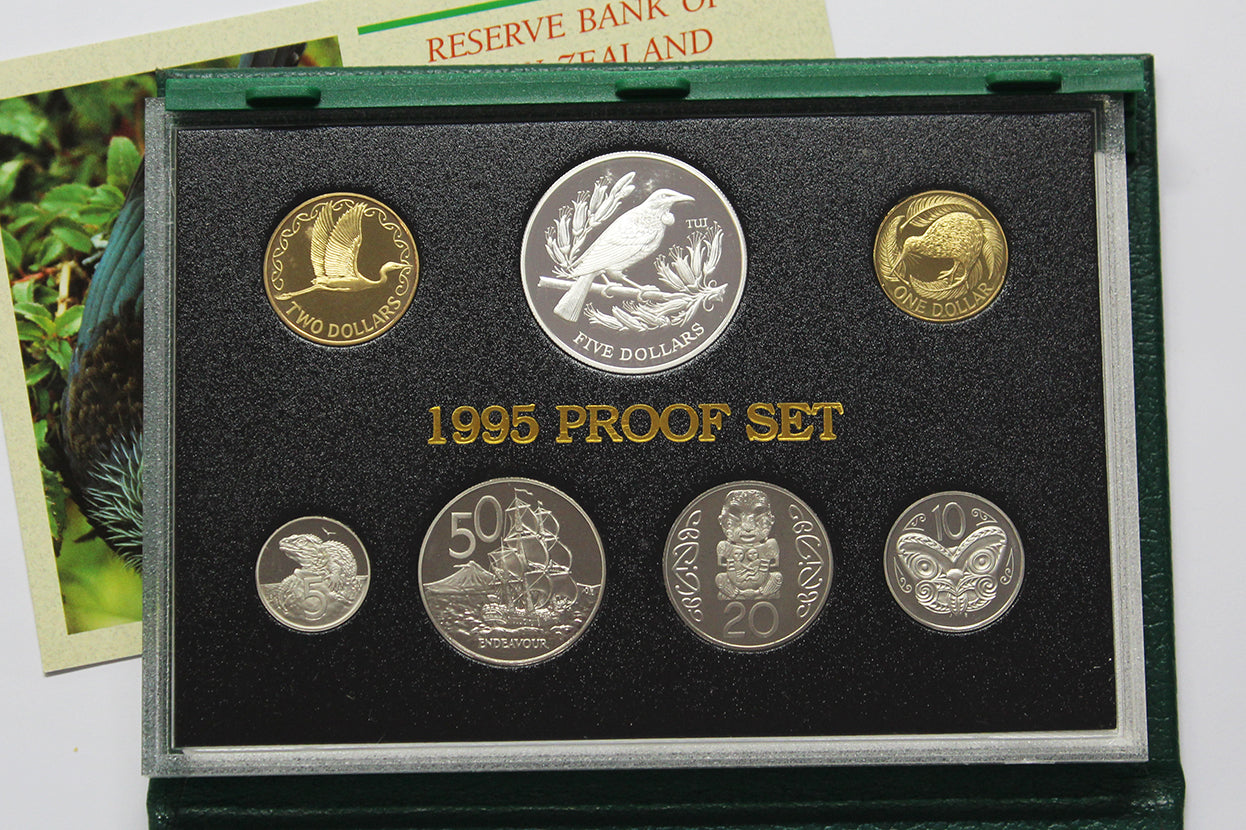 RESERVE BANK OF
ZEALAND
TWO DOLLARS
TUI
FIVE DOLLARS
ONE DOLLAR
1995 PROOF SET
5
50
ENDEAVOUR
20
10